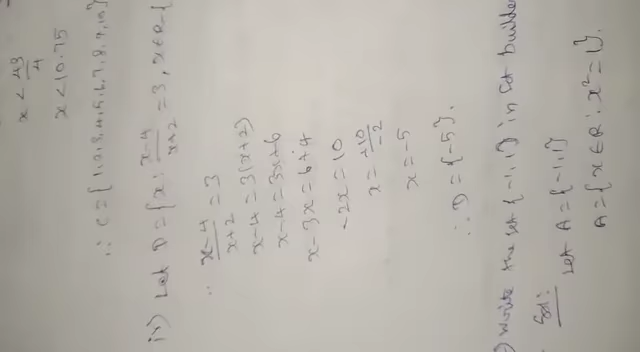 x < 43/4
x < 10.75
∴ C = {1,2,3,4,5,6,7,8,9,10}
iv) Let D = {x : x-4/x+2 = 3, x∈R-{
∴ x-4/x+2 = 3
x-4 = 3(x+2)
x-4 = 3x+6
x-3x = 6+4
-2x = 10
x = +10/-2
x = -5
∴ D = {-5}.
) Write the set {-1,1} in set builder
Sol: Let A = {-1,1}
A = {x∈R : x² = 1}.